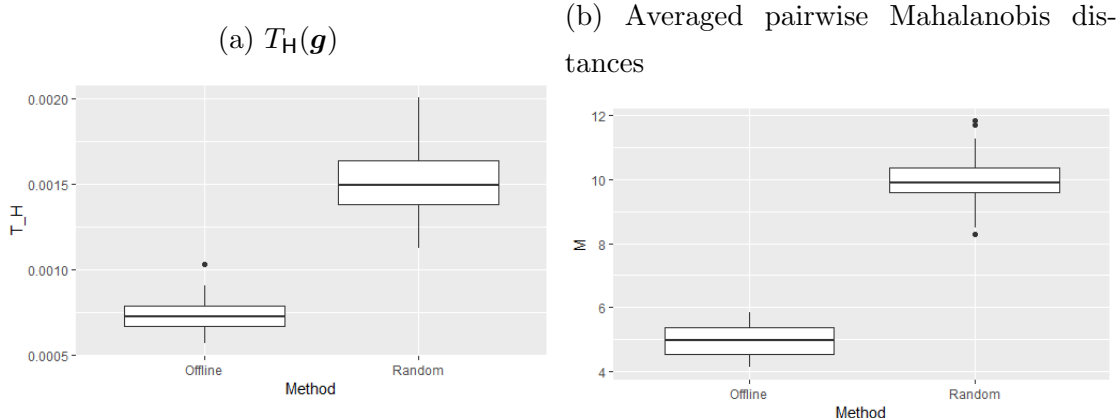 (a) T_H(g)
0.0020
0.0015
0.0010
0.0005
T_H
Offline
Random
Method
(b) Averaged pairwise Mahalanobis dis-
tances
12
10
8
6
4
M
Offline
Random
Method